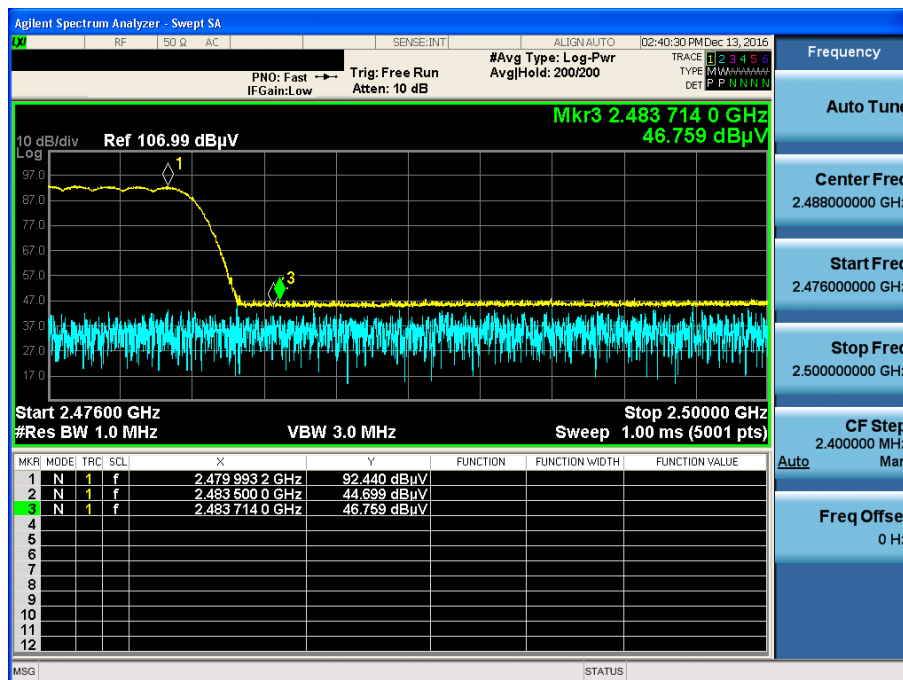 Agilent Spectrum Analyzer - Swept SA
LXI RF 50 Ω AC SENSE:INT ALIGNAUTO 02:40:30 PM Dec 13, 2016
PNO: Fast
IFGain:Low
Trig: Free Run
Atten: 10 dB
#Avg Type: Log-Pwr
Avg|Hold: 200/200
TRACE 1 2 3 4 5 6
TYPE M
DET P P N N N N
Mkr3 2.483 714 0 GHz
46.759 dBµV
10 dB/div Ref 106.99 dBµV
Log
97.0
87.0
77.0
67.0
57.0
47.0
37.0
27.0
17.0
1
3
Start 2.47600 GHz Stop 2.50000 GHz
#Res BW 1.0 MHz VBW 3.0 MHz Sweep 1.00 ms (5001 pts)
MKR MODE TRC SCL X Y FUNCTION FUNCTION WIDTH FUNCTION VALUE
1 N 1 f 2.479 993 2 GHz 92.440 dBµV
2 N 1 f 2.483 500 0 GHz 44.699 dBµV
3 N 1 f 2.483 714 0 GHz 46.759 dBµV
4
5
6
7
8
9
10
11
12
MSG STATUS
Frequency
Auto Tune
Center Freq
2.488000000 GHz
Start Freq
2.476000000 GHz
Stop Freq
2.500000000 GHz
CF Step
2.400000 MHz
Auto Man
Freq Offset
0 Hz